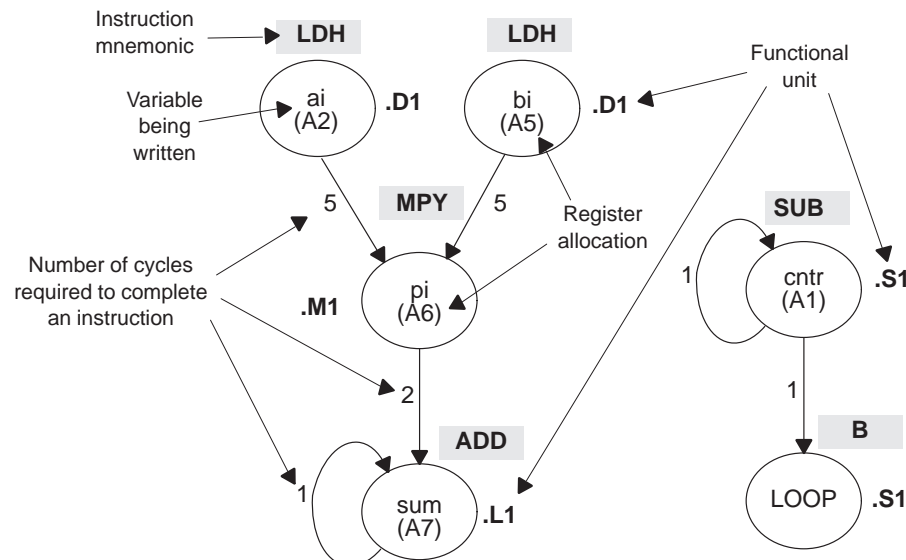 Instruction
mnemonic
LDH
LDH
Functional
unit
Variable
being
written
ai
(A2)
.D1
bi
(A5)
.D1
5
MPY
5
Register
allocation
SUB
Number of cycles
required to complete
an instruction
.M1
pi
(A6)
1
cntr
(A1)
.S1
2
1
ADD
B
1
sum
(A7)
.L1
LOOP
.S1